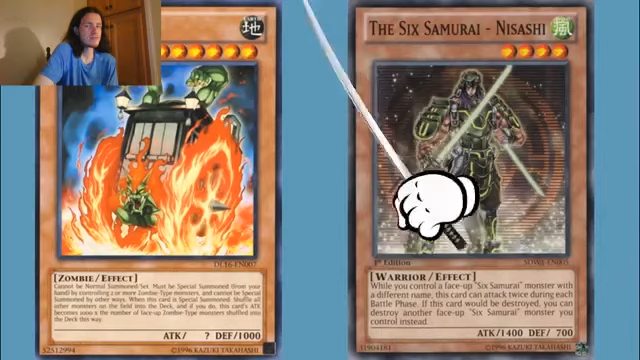 地
DL16-EN007
[ZOMBIE/EFFECT]
Cannot be Normal Summoned/Set. Must be Special Summoned (from your
hand) by controlling 2 or more Zombie-Type monsters, and cannot be Special
Summoned by other ways. When this card is Special Summoned: Shuffle all
other monsters on the field into the Deck, and if you do, this card's ATK
becomes 1000 x the number of face-up Zombie-Type monsters shuffled into
the Deck this way.
ATK/ ? DEF/1000
52512994
©1996 KAZUKI TAKAHASHI
THE SIX SAMURAI - NISASHI
風
1st Edition
SDWA-EN005
[WARRIOR/EFFECT]
While you control a face-up "Six Samurai" monster
with a different name, this card can attack twice during each
Battle Phase. If this card would be destroyed, you can
destroy another face-up "Six Samurai" monster you
control instead.
ATK/1400 DEF/ 700
©1996 KAZUKI TAKAHASHI